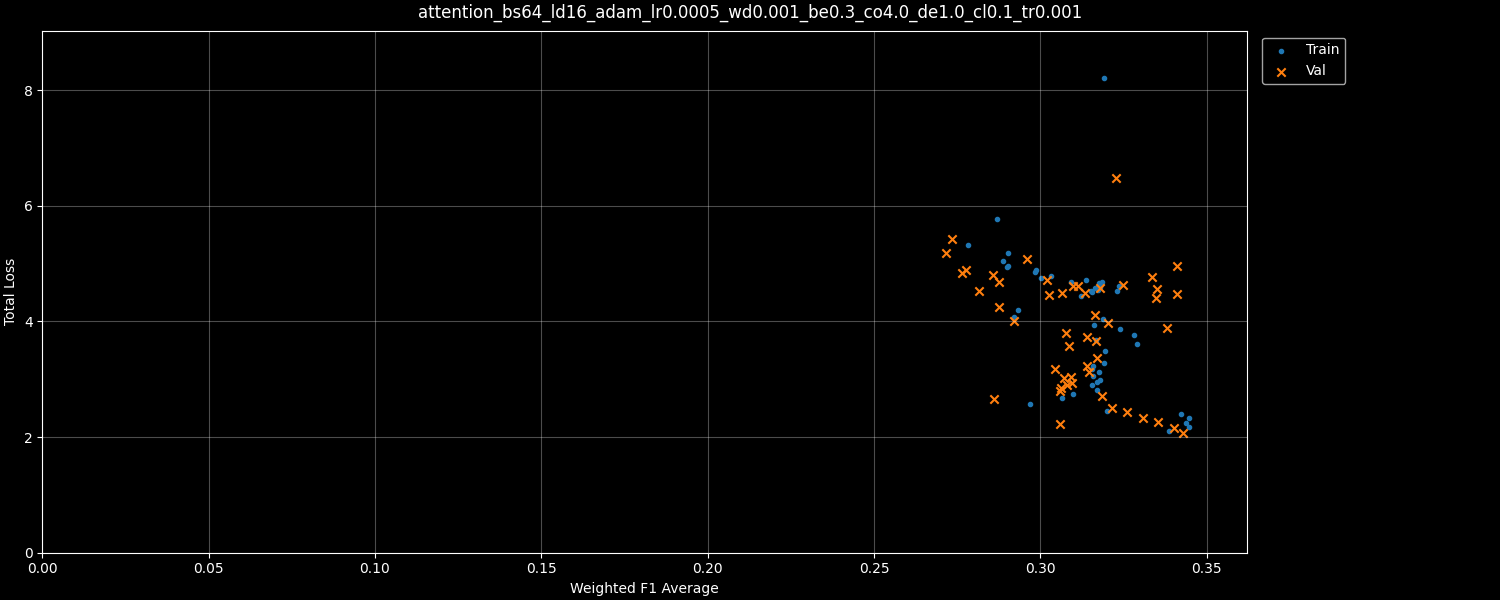 attention_bs64_ld16_adam_lr0.0005_wd0.001_be0.3_co4.0_de1.0_cl0.1_tr0.001
Train
Val
8
6
4
2
0
Total Loss
0.00 0.05 0.10 0.15 0.20 0.25 0.30 0.35
Weighted F1 Average